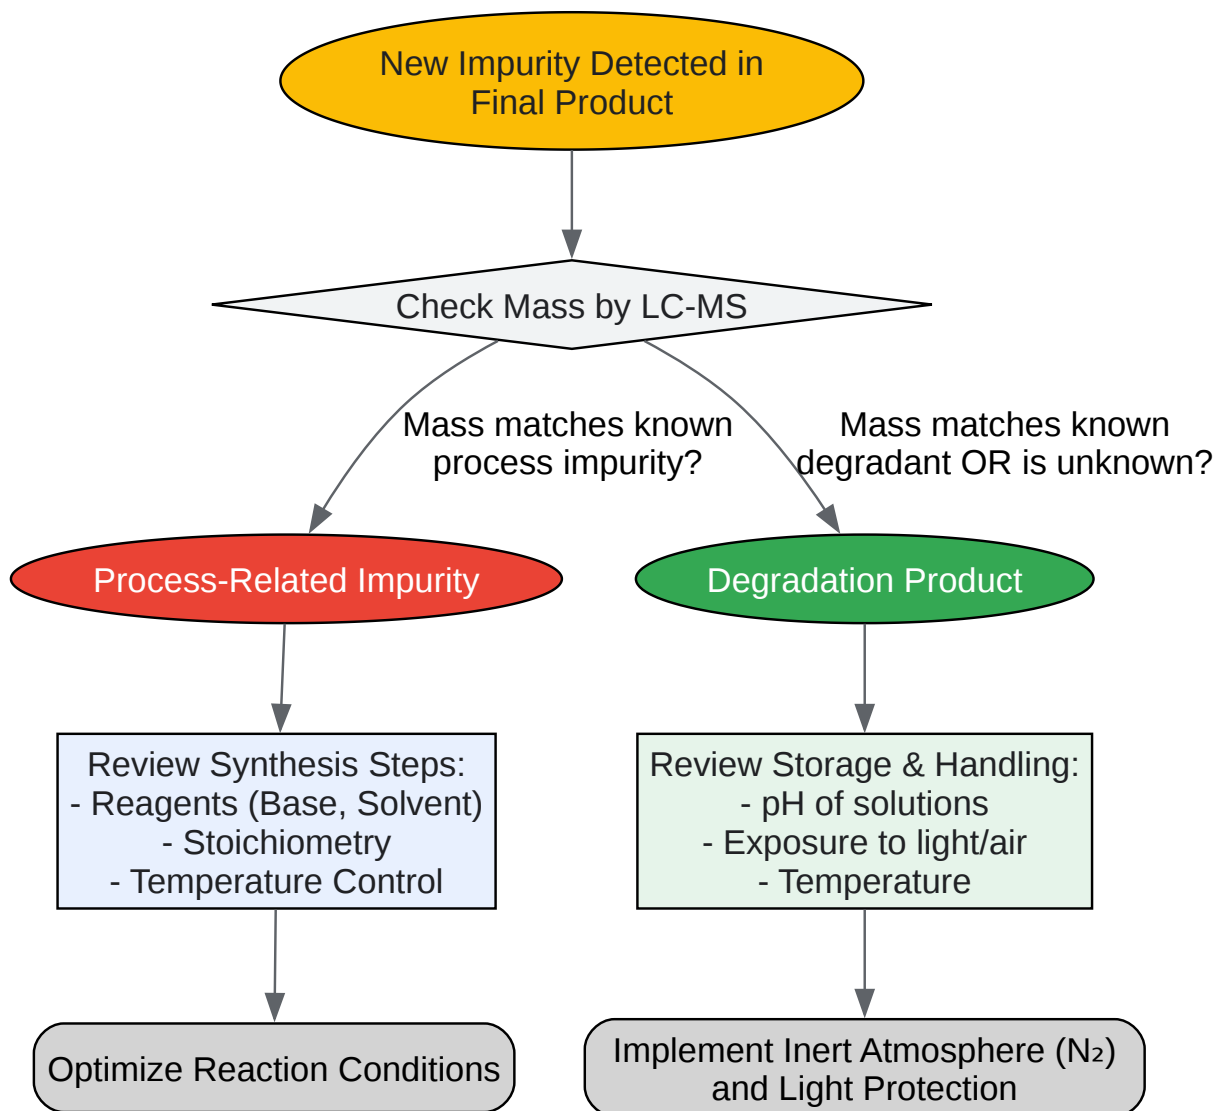 New Impurity Detected in
Final Product
Check Mass by LC-MS
Mass matches known
process impurity?
Mass matches known
degradant OR is unknown?
Process-Related Impurity
Degradation Product
Review Synthesis Steps:
- Reagents (Base, Solvent)
- Stoichiometry
- Temperature Control
Review Storage & Handling:
- pH of solutions
- Exposure to light/air
- Temperature
Optimize Reaction Conditions
Implement Inert Atmosphere (N₂)
and Light Protection